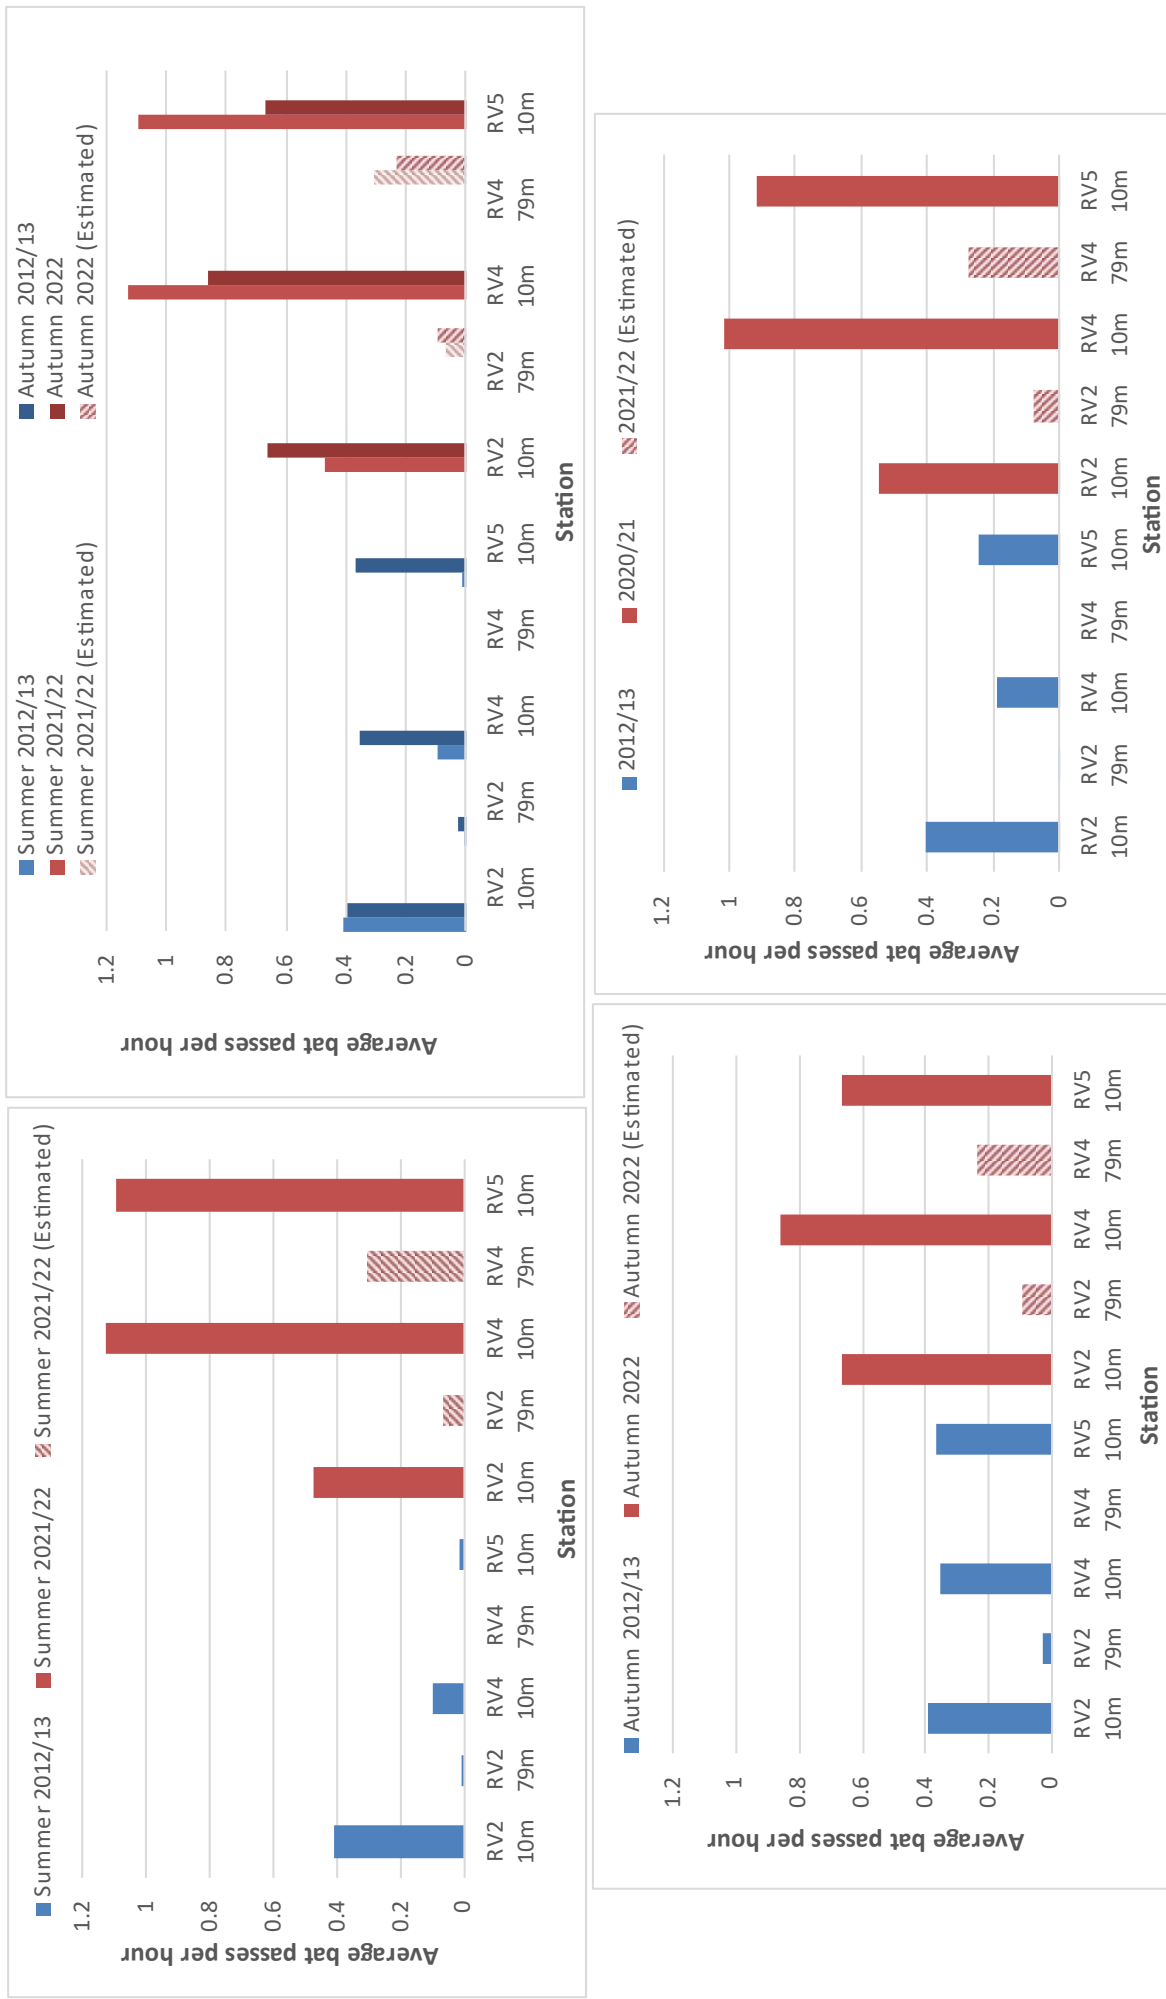 Summer 2012/13
Summer 2021/22
Summer 2021/22 (Estimated)
Average bat passes per hour
1.2
1
0.8
0.6
0.4
0.2
0
RV2 RV2 RV4 RV4 RV5 RV2 RV2 RV4 RV4 RV5
10m 79m 10m 79m 10m 10m 79m 10m 79m 10m
Station
Summer 2012/13 Autumn 2012/13
Summer 2021/22 Autumn 2022
Summer 2021/22 (Estimated) Autumn 2022 (Estimated)
Average bat passes per hour
1.2
1
0.8
0.6
0.4
0.2
0
RV2 RV2 RV4 RV4 RV5 RV2 RV2 RV4 RV4 RV5
10m 79m 10m 79m 10m 10m 79m 10m 79m 10m
Station
Autumn 2012/13
Autumn 2022
Autumn 2022 (Estimated)
Average bat passes per hour
1.2
1
0.8
0.6
0.4
0.2
0
RV2 RV2 RV4 RV4 RV5 RV2 RV2 RV4 RV4 RV5
10m 79m 10m 79m 10m 10m 79m 10m 79m 10m
Station
2012/13
2020/21
2021/22 (Estimated)
Average bat passes per hour
1.2
1
0.8
0.6
0.4
0.2
0
RV2 RV2 RV4 RV4 RV5 RV2 RV2 RV4 RV4 RV5
10m 79m 10m 79m 10m 10m 79m 10m 79m 10m
Station